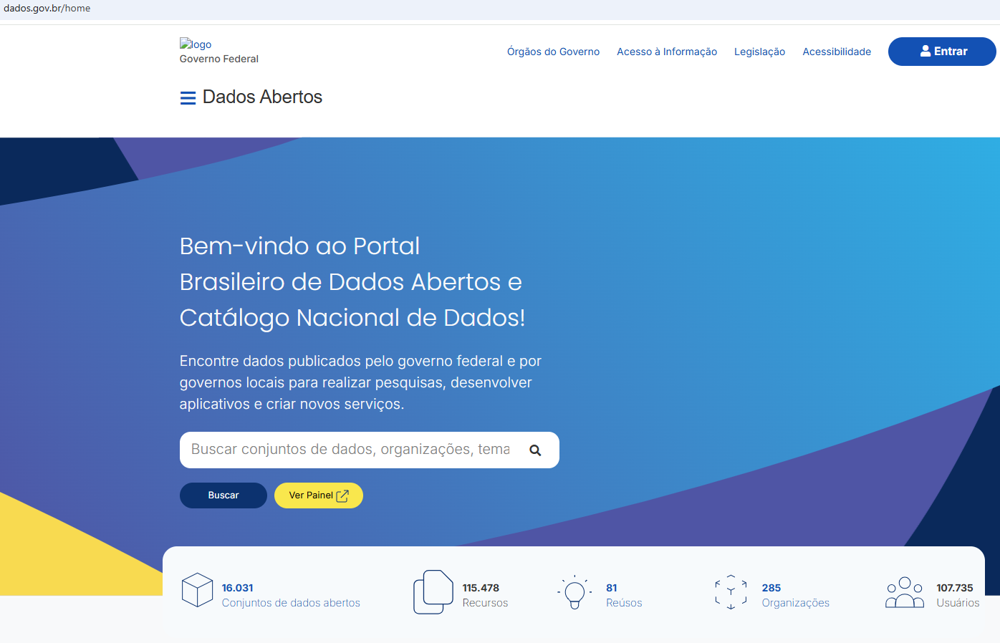 dados.gov.br/home
logo
Governo Federal
Órgãos do Governo Acesso à Informação Legislação Acessibilidade Entrar
Dados Abertos
Bem-vindo ao Portal
Brasileiro de Dados Abertos e
Catálogo Nacional de Dados!
Encontre dados publicados pelo governo federal e por
governos locais para realizar pesquisas, desenvolver
aplicativos e criar novos serviços.
Buscar conjuntos de dados, organizações, tema
Buscar Ver Painel
16.031 115.478 81 285 107.735
Conjuntos de dados abertos Recursos Reúsos Organizações Usuários